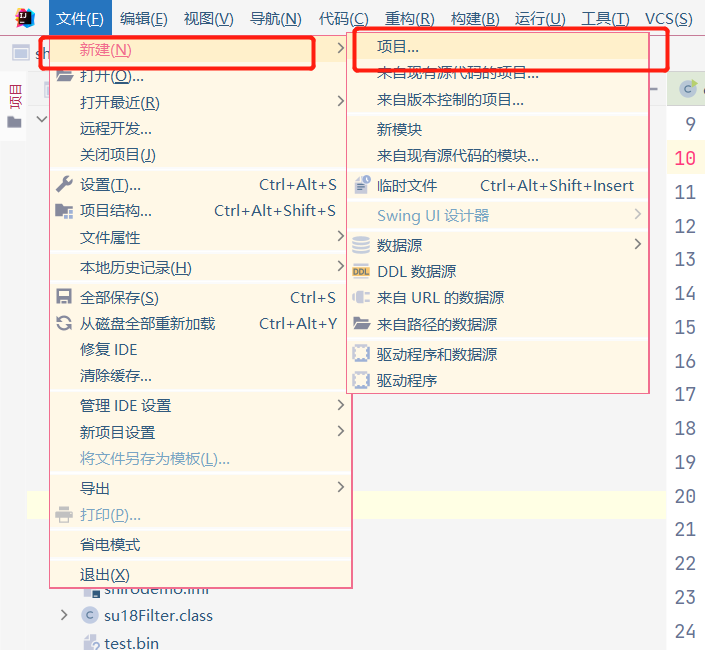 文件(F) 编辑(E) 视图(V) 导航(N) 代码(C) 重构(R) 构建(B) 运行(U) 工具(T) VCS(S)
sh
项目
新建(N)
打开(O)...
打开最近(R)
远程开发...
关闭项目(J)
设置(T)... Ctrl+Alt+S
项目结构... Ctrl+Alt+Shift+S
文件属性
本地历史记录(H)
全部保存(S) Ctrl+S
从磁盘全部重新加载 Ctrl+Alt+Y
修复 IDE
清除缓存...
管理 IDE 设置
新项目设置
将文件另存为模板(L)...
导出
打印(P)...
省电模式
退出(X)
项目...
来自现有源代码的项目...
来自版本控制的项目...
新模块
来自现有源代码的模块...
临时文件 Ctrl+Alt+Shift+Insert
Swing UI 设计器
数据源
DDL 数据源
来自 URL 的数据源
来自路径的数据源
驱动程序和数据源
驱动程序
shirodemo.iml
su18Filter.class
test.bin
9
10
11
12
13
14
15
16
17
18
19
20
21
22
23
24